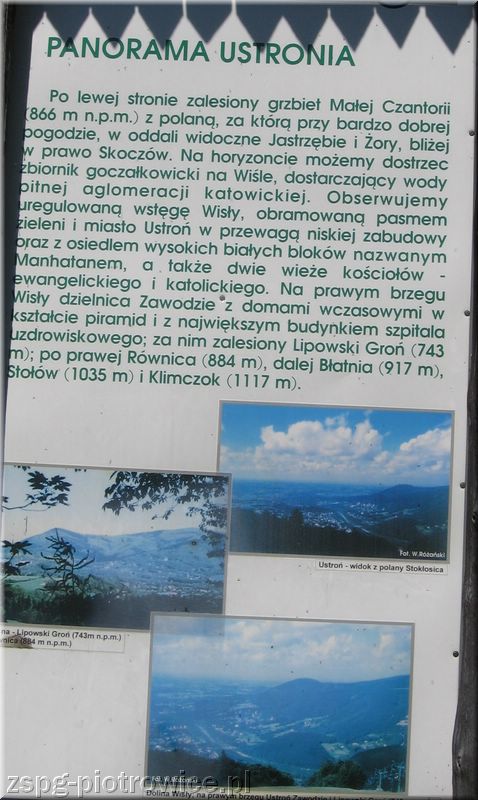 PANORAMA USTRONIA
Po lewej stronie zalesiony grzbiet Małej Czantorii
(866 m n.p.m.) z polaną, za którą przy bardzo dobrej
pogodzie, w oddali widoczne Jastrzębie i Żory, bliżej
w prawo Skoczów. Na horyzoncie możemy dostrzec
zbiornik goczałkowicki na Wiśle, dostarczający wody
pitnej aglomeracji katowickiej. Obserwujemy
uregulowaną wstęgę Wisły, obramowaną pasmem
zieleni i miasto Ustroń w przewagą niskiej zabudowy
oraz z osiedlem wysokich białych bloków nazwanym
Manhatanem, a także dwie wieże kościołów -
ewangelickiego i katolickiego. Na prawym brzegu
Wisły dzielnica Zawodzie z domami wczasowymi w
kształcie piramid i z największym budynkiem szpitala
uzdrowiskowego; za nim zalesiony Lipowski Groń (743
m); po prawej Równica (884 m), dalej Błatnia (917 m),
Stołów (1035 m) i Klimczok (1117 m).
Fot. W.Różański
Ustroń - widok z polany Stokłosica
- Lipowski Groń (743m n.p.m.)
(884 m n.p.m.)
Dolina Wisły; na prawym brzegu Ustroń Zawodzie i
zspg-piotrowice.pl